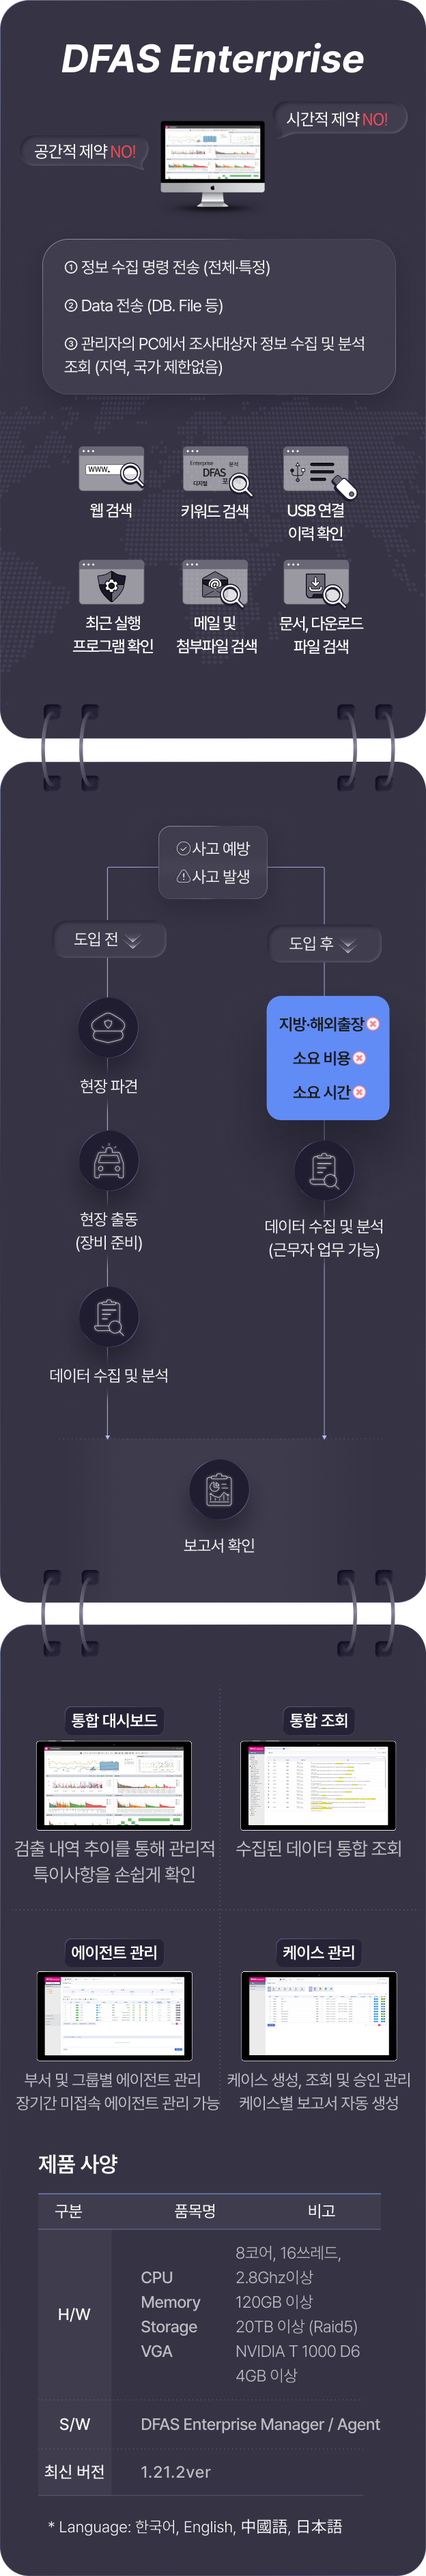 DFAS Enterprise
시간적 제약 NO!
공간적 제약 NO!
① 정보 수집 명령 전송 (전체·특정)
② Data 전송 (DB. File 등)
③ 관리자의 PC에서 조사대상자 정보 수집 및 분석
조회 (지역, 국가 제한없음)
www.
Enterprise
분석
DFAS
디지털
포
웹 검색
키워드 검색
USB 연결
이력 확인
최근 실행
프로그램 확인
메일 및
첨부파일 검색
문서, 다운로드
파일 검색
사고 예방
사고 발생
도입 전
도입 후
지방·해외출장
소요 비용
소요 시간
현장 파견
현장 출동
(장비 준비)
데이터 수집 및 분석
(근무자 업무 가능)
데이터 수집 및 분석
보고서 확인
통합 대시보드
통합 조회
검출 내역 추이를 통해 관리적
특이사항을 손쉽게 확인
수집된 데이터 통합 조회
에이전트 관리
케이스 관리
부서 및 그룹별 에이전트 관리
장기간 미접속 에이전트 관리 가능
케이스 생성, 조회 및 승인 관리
케이스별 보고서 자동 생성
제품 사양
구분 품목명 비고
H/W
CPU
Memory
Storage
VGA
8코어, 16쓰레드,
2.8Ghz이상
120GB 이상
20TB 이상 (Raid5)
NVIDIA T 1000 D6
4GB 이상
S/W DFAS Enterprise Manager / Agent
최신 버전 1.21.2ver
* Language: 한국어, English, 中國語, 日本語